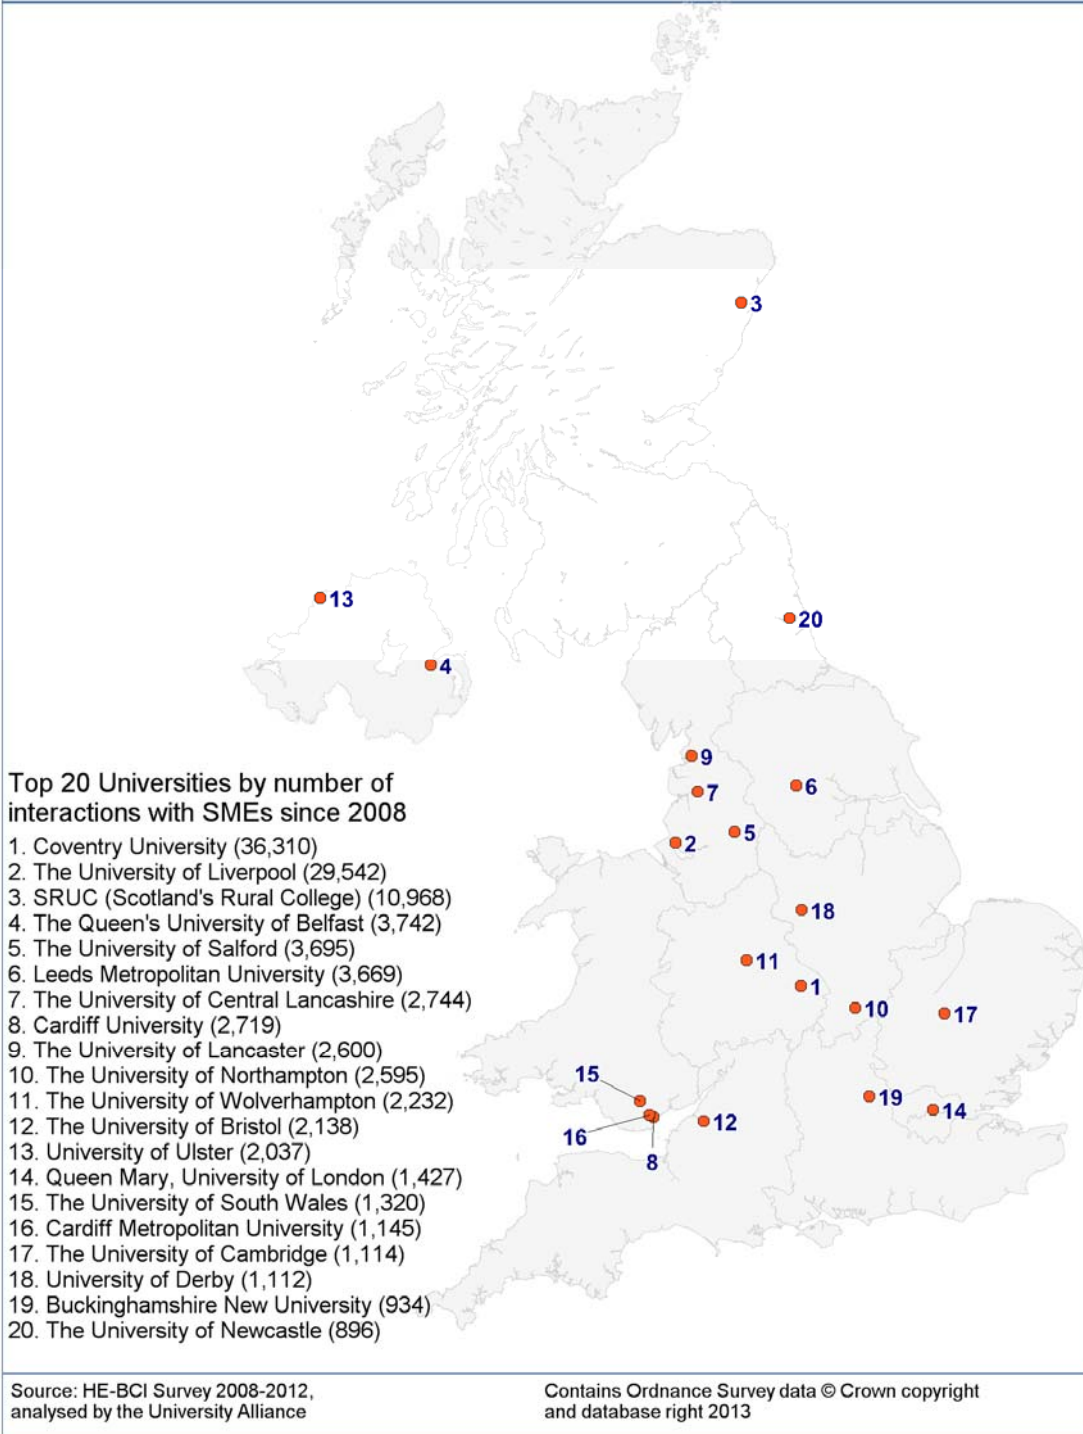 3
13
20
4
9
7
6
5
2
18
11
1
10
17
15
19
14
12
16
8
Top 20 Universities by number of
interactions with SMEs since 2008
1. Coventry University (36,310)
2. The University of Liverpool (29,542)
3. SRUC (Scotland's Rural College) (10,968)
4. The Queen's University of Belfast (3,742)
5. The University of Salford (3,695)
6. Leeds Metropolitan University (3,669)
7. The University of Central Lancashire (2,744)
8. Cardiff University (2,719)
9. The University of Lancaster (2,600)
10. The University of Northampton (2,595)
11. The University of Wolverhampton (2,232)
12. The University of Bristol (2,138)
13. University of Ulster (2,037)
14. Queen Mary, University of London (1,427)
15. The University of South Wales (1,320)
16. Cardiff Metropolitan University (1,145)
17. The University of Cambridge (1,114)
18. University of Derby (1,112)
19. Buckinghamshire New University (934)
20. The University of Newcastle (896)
Source: HE-BCI Survey 2008-2012,
analysed by the University Alliance
Contains Ordnance Survey data © Crown copyright
and database right 2013